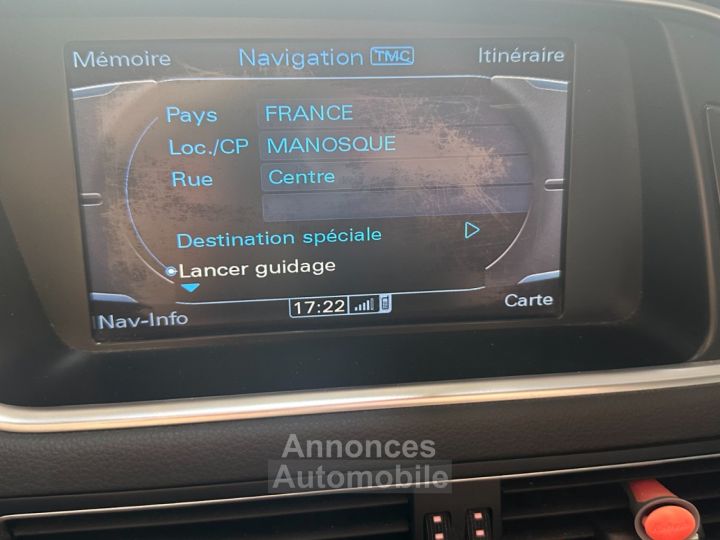 Mémoire Navigation TMC Itinéraire
Pays FRANCE
Loc./CP MANOSQUE
Rue Centre
Destination spéciale
Lancer guidage
Nav-Info 17:22 Carte
Annonces
Automobile